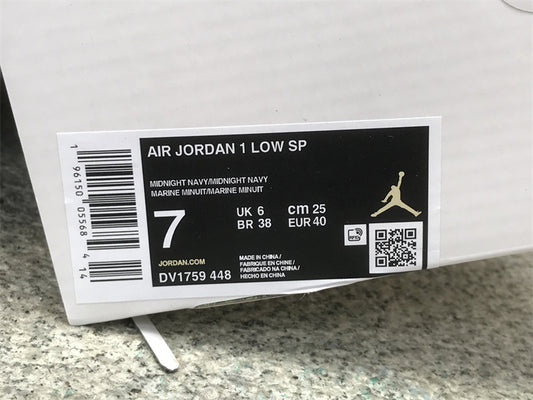 AIR JORDAN 1 LOW SP
MIDNIGHT NAVY/MIDNIGHT NAVY
MARINE MINUIT/MARINE MINUIT
7
UK 6 cm 25
BR 38 EUR 40
JORDAN.COM
DV1759 448
MADE IN CHINA/
FABRIQUE EN CHINE/
FABRICADO NA CHINA/
HECHO EN CHINA
1 96150 05568 4 14